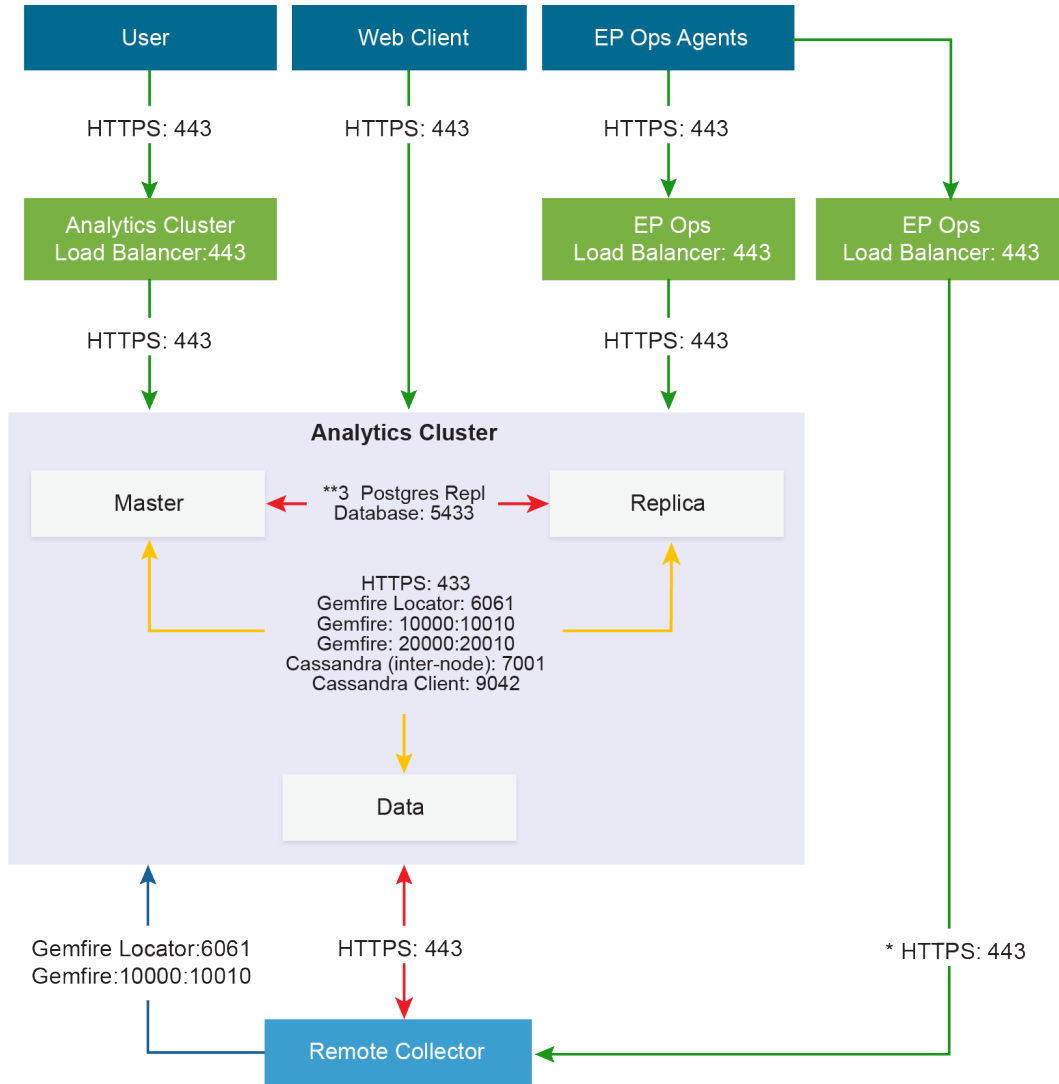 User
Web Client
EP Ops Agents
HTTPS: 443
HTTPS: 443
HTTPS: 443
Analytics Cluster
Load Balancer:443
EP Ops
Load Balancer: 443
EP Ops
Load Balancer: 443
HTTPS: 443
HTTPS: 443
Analytics Cluster
Master
**3 Postgres Repl
Database: 5433
Replica
HTTPS: 433
Gemfire Locator: 6061
Gemfire: 10000:10010
Gemfire: 20000:20010
Cassandra (inter-node): 7001
Cassandra Client: 9042
Data
Gemfire Locator:6061
Gemfire:10000:10010
HTTPS: 443
* HTTPS: 443
Remote Collector